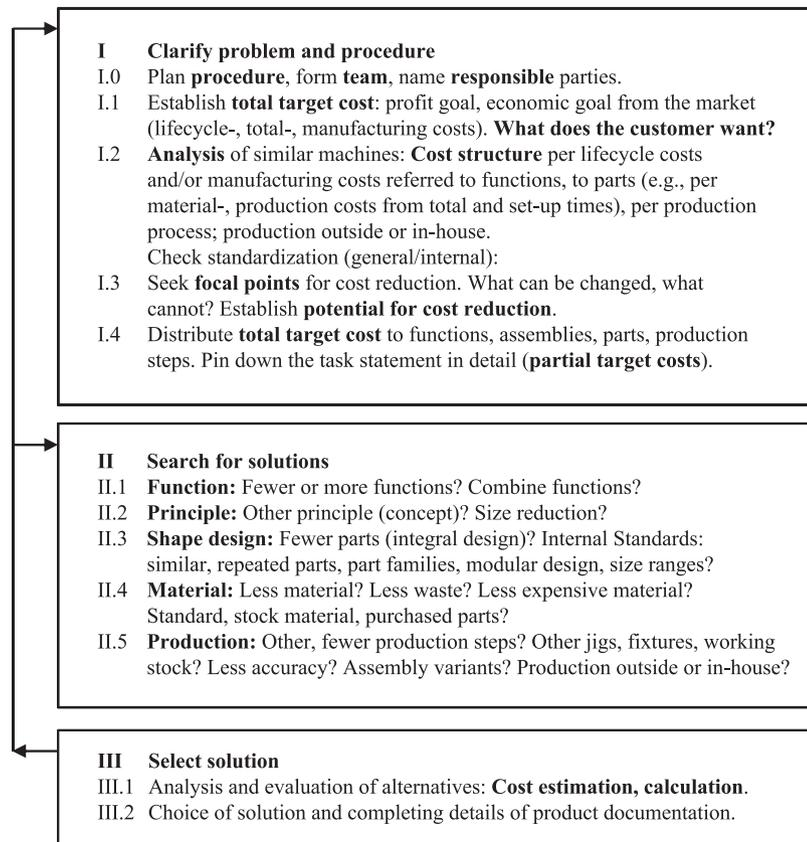 I Clarify problem and procedure
I.0 Plan procedure, form team, name responsible parties.
I.1 Establish total target cost: profit goal, economic goal from the market
(lifecycle-, total-, manufacturing costs). What does the customer want?
I.2 Analysis of similar machines: Cost structure per lifecycle costs
and/or manufacturing costs referred to functions, to parts (e.g., per
material-, production costs from total and set-up times), per production
process; production outside or in-house.
Check standardization (general/internal):
I.3 Seek focal points for cost reduction. What can be changed, what
cannot? Establish potential for cost reduction.
I.4 Distribute total target cost to functions, assemblies, parts, production
steps. Pin down the task statement in detail (partial target costs).
II Search for solutions
II.1 Function: Fewer or more functions? Combine functions?
II.2 Principle: Other principle (concept)? Size reduction?
II.3 Shape design: Fewer parts (integral design)? Internal Standards:
similar, repeated parts, part families, modular design, size ranges?
II.4 Material: Less material? Less waste? Less expensive material?
Standard, stock material, purchased parts?
II.5 Production: Other, fewer production steps? Other jigs, fixtures, working
stock? Less accuracy? Assembly variants? Production outside or in-house?
III Select solution
III.1 Analysis and evaluation of alternatives: Cost estimation, calculation.
III.2 Choice of solution and completing details of product documentation.